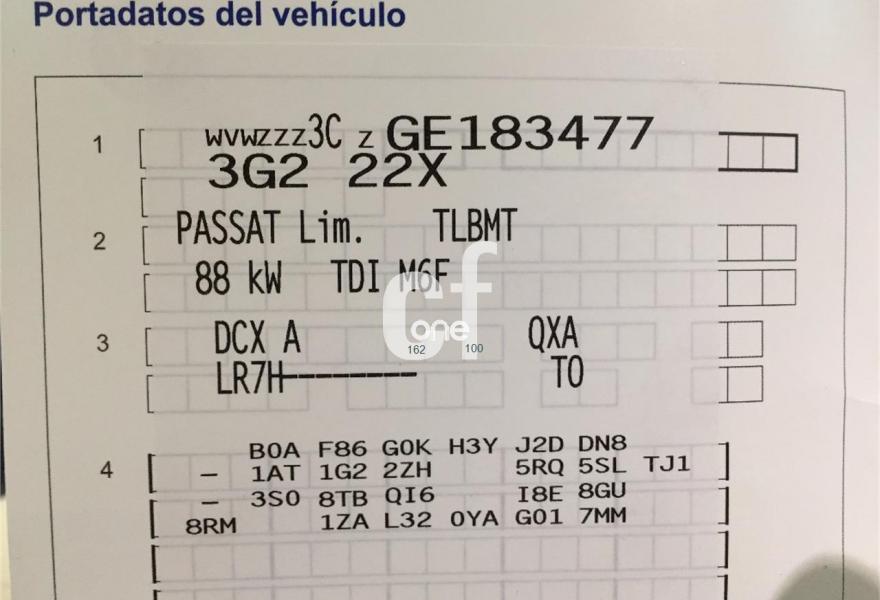 Portadatos del vehículo
1 WVWZZZ3C Z GE183477
3G2 22X
2 PASSAT Lim. TLBMT
88 kW TDI M6F
3 DCX A QXA
LR7H-------- T0
4 B0A F86 G0K H3Y J2D DN8
- 1AT 1G2 2ZH 5RQ 5SL TJ1
- 3S0 8TB QI6 I8E 8GU
8RM 1ZA L32 0YA G01 7MM
cf
one
162 100